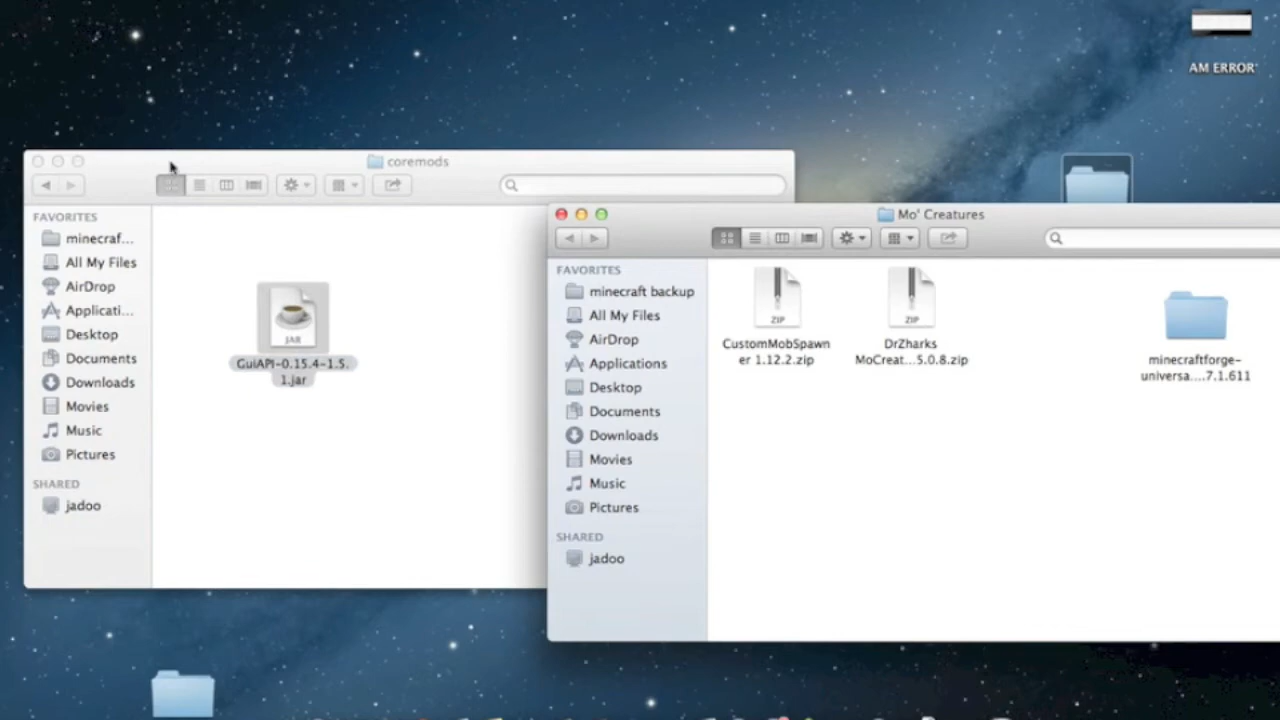 AM ERROR'
coremods
FAVORITES
minecraf...
All My Files
AirDrop
Applicati...
Desktop
Documents
Downloads
Movies
Music
Pictures
SHARED
jadoo
JAR
GuiAPI-0.15.4-1.5.
1.jar
Mo' Creatures
FAVORITES
minecraft backup
All My Files
AirDrop
Applications
Desktop
Documents
Downloads
Movies
Music
Pictures
SHARED
jadoo
ZIP
CustomMobSpawn
er 1.12.2.zip
ZIP
DrZharks
MoCreat...5.0.8.zip
minecraftforge-
universa....7.1.611